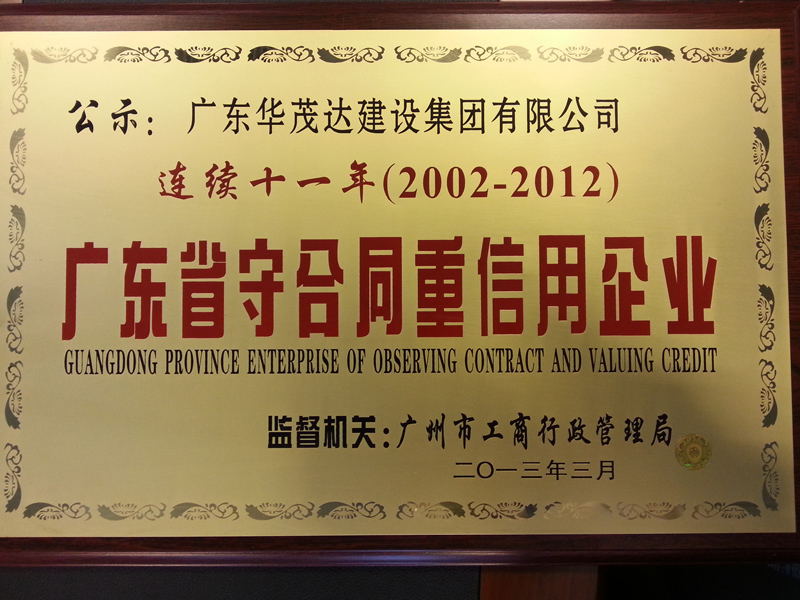 公示：广东华茂达建设集团有限公司
连续十一年(2002-2012)
广东省守合同重信用企业
GUANGDONG PROVINCE ENTERPRISE OF OBSERVING CONTRACT AND VALUING CREDIT
监督机关：广州市工商行政管理局
二〇一三年三月